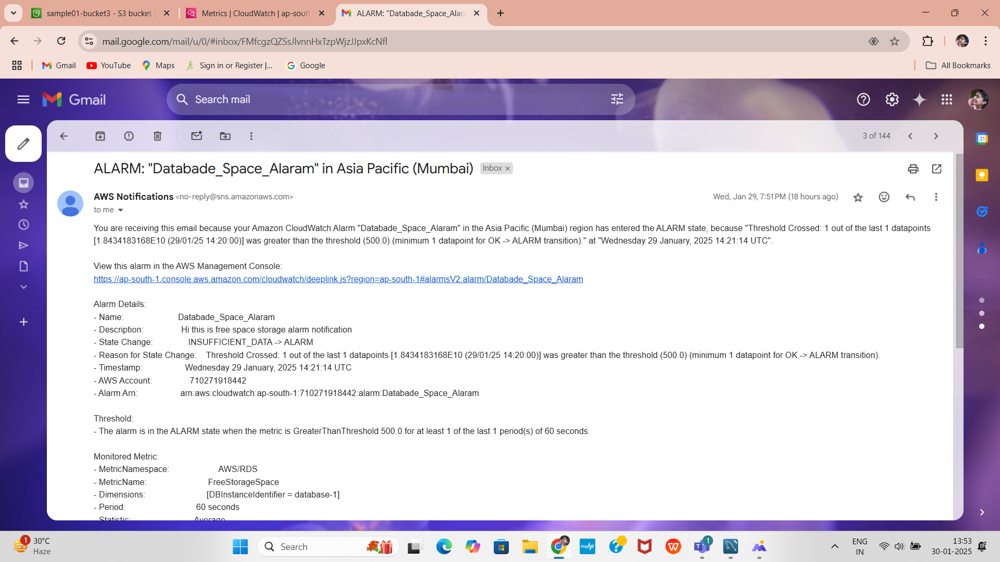 sample01-bucket3 - S3 bucket
Metrics | CloudWatch | ap-south
ALARM: "Databade_Space_Alara
mail.google.com/mail/u/0/#inbox/FMfcgzQZSsJlvnnHxTzpWjzJJpxKcNfl
Gmail
YouTube
Maps
Sign in or Register |...
Google
All Bookmarks
Gmail
Search mail
3 of 144
ALARM: "Databade_Space_Alaram" in Asia Pacific (Mumbai)
Inbox
AWS Notifications <no-reply@sns.amazonaws.com>
Wed, Jan 29, 7:51 PM (18 hours ago)
to me
You are receiving this email because your Amazon CloudWatch Alarm "Databade_Space_Alaram" in the Asia Pacific (Mumbai) region has entered the ALARM state, because "Threshold Crossed: 1 out of the last 1 datapoints
[1.8434183168E10 (29/01/25 14:20:00)] was greater than the threshold (500.0) (minimum 1 datapoint for OK -> ALARM transition)." at "Wednesday 29 January, 2025 14:21:14 UTC".
View this alarm in the AWS Management Console:
https://ap-south-1.console.aws.amazon.com/cloudwatch/deeplink.js?region=ap-south-1#alarmsV2:alarm/Databade_Space_Alaram
Alarm Details:
- Name: Databade_Space_Alaram
- Description: Hi this is free space storage alarm notification
- State Change: INSUFFICIENT_DATA -> ALARM
- Reason for State Change: Threshold Crossed: 1 out of the last 1 datapoints [1.8434183168E10 (29/01/25 14:20:00)] was greater than the threshold (500.0) (minimum 1 datapoint for OK -> ALARM transition).
- Timestamp: Wednesday 29 January, 2025 14:21:14 UTC
- AWS Account: 710271918442
- Alarm Arn: arn:aws:cloudwatch:ap-south-1:710271918442:alarm:Databade_Space_Alaram
Threshold:
- The alarm is in the ALARM state when the metric is GreaterThanThreshold 500.0 for at least 1 of the last 1 period(s) of 60 seconds.
Monitored Metric:
- MetricNamespace: AWS/RDS
- MetricName: FreeStorageSpace
- Dimensions: [DBInstanceIdentifier = database-1]
- Period: 60 seconds
- Statistic: Average
31
1
30°C
Haze
Search
myhp
1
ENG
IN
13:53
30-01-2025